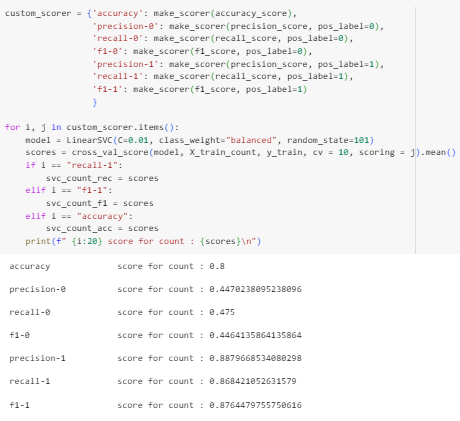 custom_scorer = {'accuracy': make_scorer(accuracy_score),
'precision-0': make_scorer(precision_score, pos_label=0),
'recall-0': make_scorer(recall_score, pos_label=0),
'f1-0': make_scorer(f1_score, pos_label=0),
'precision-1': make_scorer(precision_score, pos_label=1),
'recall-1': make_scorer(recall_score, pos_label=1),
'f1-1': make_scorer(f1_score, pos_label=1)
}
for i, j in custom_scorer.items():
model = LinearSVC(C=0.01, class_weight="balanced", random_state=101)
scores = cross_val_score(model, X_train_count, y_train, cv = 10, scoring = j).mean()
if i == "recall-1":
svc_count_rec = scores
elif i == "f1-1":
svc_count_f1 = scores
elif i == "accuracy":
svc_count_acc = scores
print(f" {i:20} score for count : {scores}\n")
accuracy score for count : 0.8
precision-0 score for count : 0.4470238095238096
recall-0 score for count : 0.475
f1-0 score for count : 0.4464135864135864
precision-1 score for count : 0.8879668534080298
recall-1 score for count : 0.868421052631579
f1-1 score for count : 0.8764479755750616